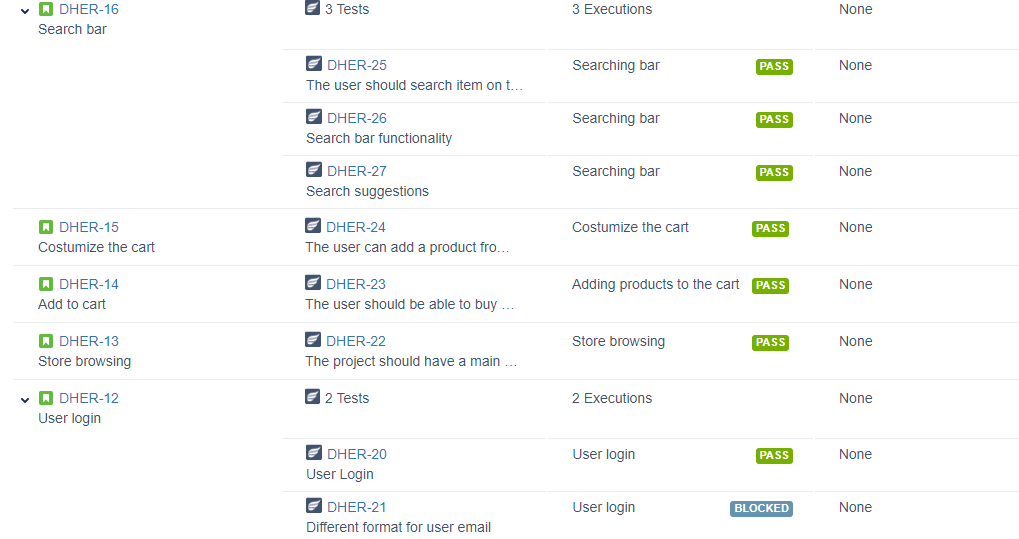 DHER-16 3 Tests 3 Executions None
Search bar
DHER-25 Searching bar PASS None
The user should search item on t…
DHER-26 Searching bar PASS None
Search bar functionality
DHER-27 Searching bar PASS None
Search suggestions
DHER-15 DHER-24 Costumize the cart PASS None
Costumize the cart The user can add a product fro…
DHER-14 DHER-23 Adding products to the cart PASS None
Add to cart The user should be able to buy …
DHER-13 DHER-22 Store browsing PASS None
Store browsing The project should have a main …
DHER-12 2 Tests 2 Executions None
User login
DHER-20 User login PASS None
User Login
DHER-21 User login BLOCKED None
Different format for user email